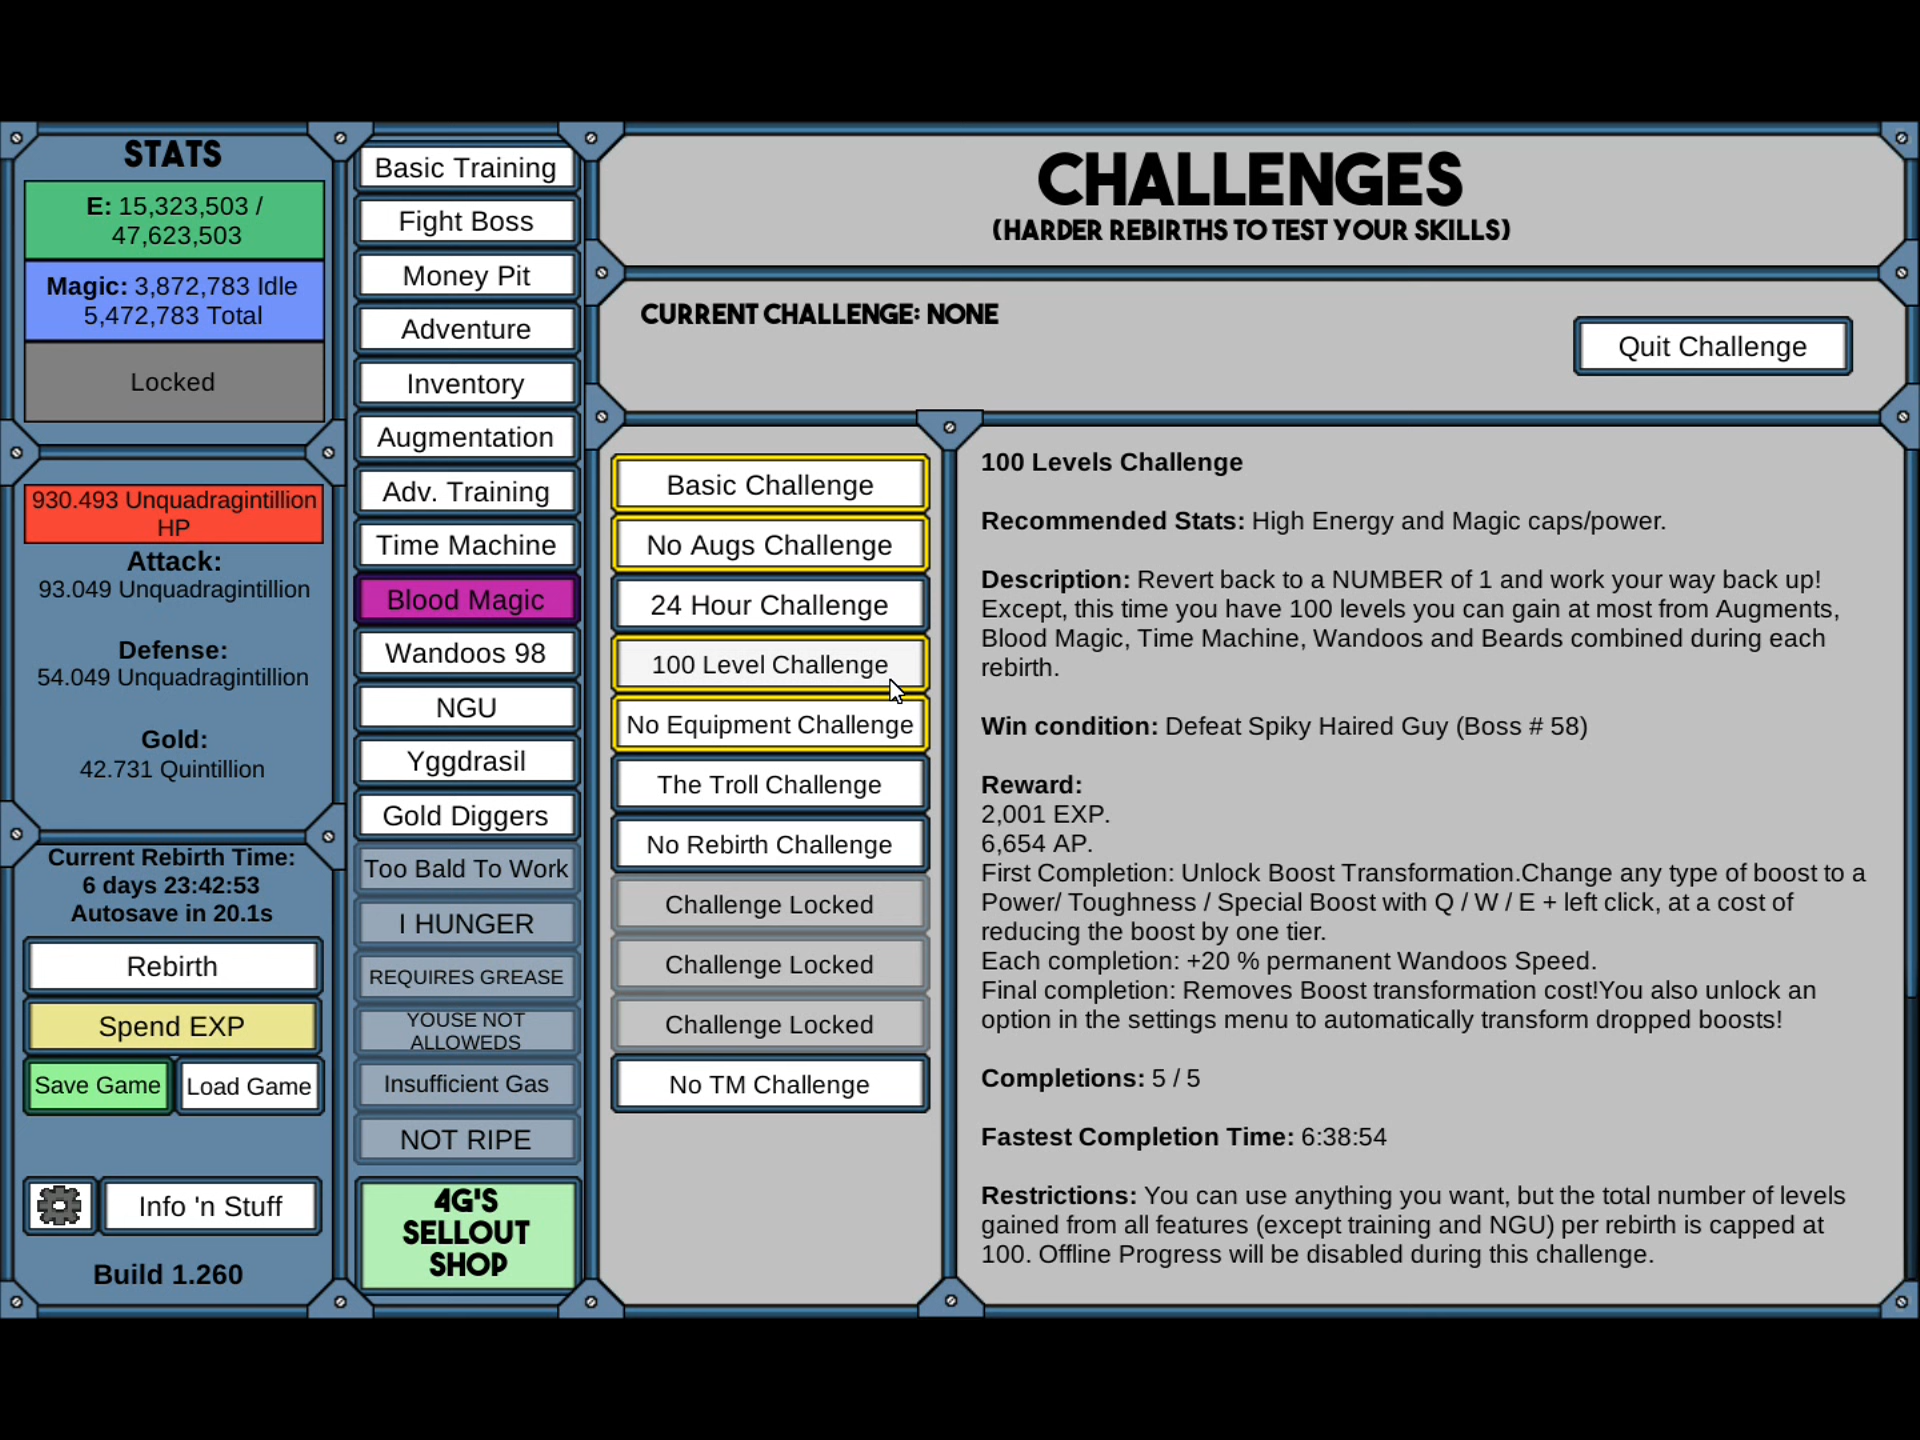 STATS
E: 15,323,503 /
47,623,503
Magic: 3,872,783 Idle
5,472,783 Total
Locked
930.493 Unquadragintillion
HP
Attack:
93.049 Unquadragintillion
Defense:
54.049 Unquadragintillion
Gold:
42.731 Quintillion
Current Rebirth Time:
6 days 23:42:53
Autosave in 20.1s
Rebirth
Spend EXP
Save Game
Load Game
Info 'n Stuff
Build 1.260
Basic Training
Fight Boss
Money Pit
Adventure
Inventory
Augmentation
Adv. Training
Time Machine
Blood Magic
Wandoos 98
NGU
Yggdrasil
Gold Diggers
Too Bald To Work
I HUNGER
REQUIRES GREASE
YOUSE NOT
ALLOWEDS
Insufficient Gas
NOT RIPE
4G'S
SELLOUT
SHOP
CHALLENGES
(HARDER REBIRTHS TO TEST YOUR SKILLS)
CURRENT CHALLENGE: NONE
Quit Challenge
Basic Challenge
No Augs Challenge
24 Hour Challenge
100 Level Challenge
No Equipment Challenge
The Troll Challenge
No Rebirth Challenge
Challenge Locked
Challenge Locked
Challenge Locked
No TM Challenge
100 Levels Challenge
Recommended Stats: High Energy and Magic caps/power.
Description: Revert back to a NUMBER of 1 and work your way back up!
Except, this time you have 100 levels you can gain at most from Augments,
Blood Magic, Time Machine, Wandoos and Beards combined during each
rebirth.
Win condition: Defeat Spiky Haired Guy (Boss # 58)
Reward:
2,001 EXP.
6,654 AP.
First Completion: Unlock Boost Transformation.Change any type of boost to a
Power/ Toughness / Special Boost with Q / W / E + left click, at a cost of
reducing the boost by one tier.
Each completion: +20 % permanent Wandoos Speed.
Final completion: Removes Boost transformation cost!You also unlock an
option in the settings menu to automatically transform dropped boosts!
Completions: 5 / 5
Fastest Completion Time: 6:38:54
Restrictions: You can use anything you want, but the total number of levels
gained from all features (except training and NGU) per rebirth is capped at
100. Offline Progress will be disabled during this challenge.